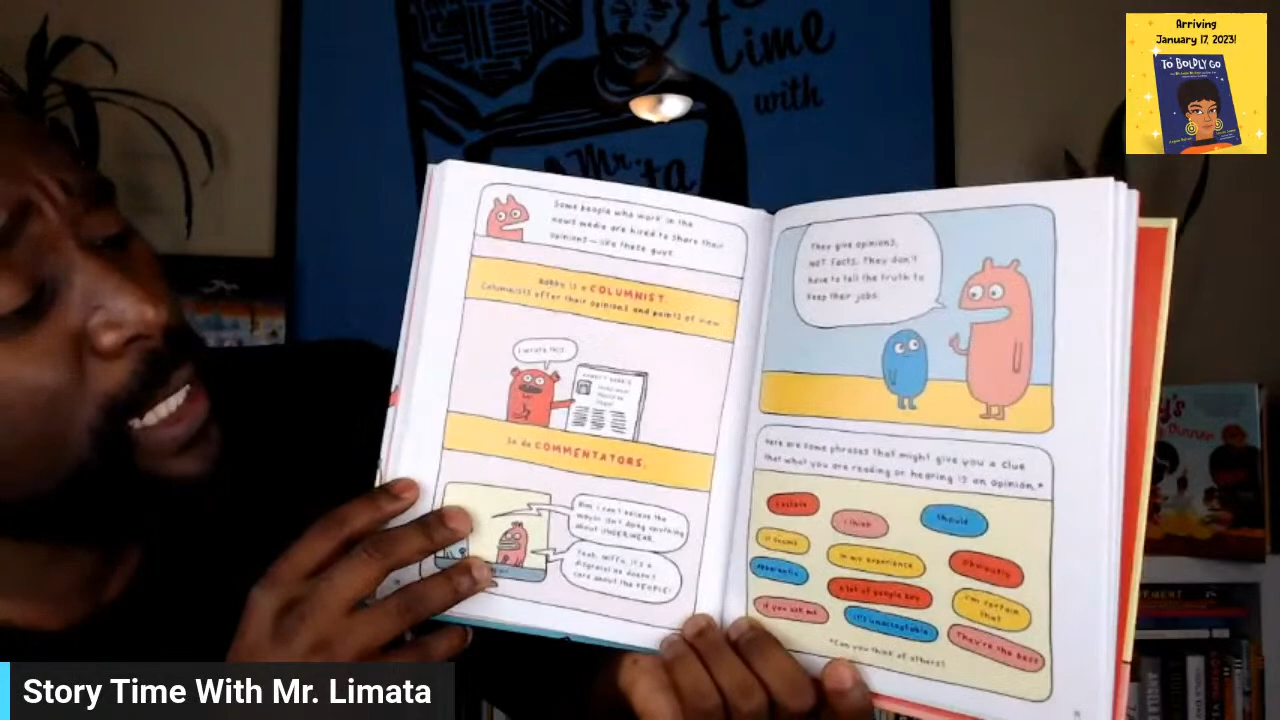 Arriving
January 17, 2023!
TO BOLDLY GO
time
with
Mr.
Some people who work in the
news media are hired to share their
opinions—like these guys.
Robbo is a COLUMNIST.
Columnists offer their opinions and points of view.
I wrote this.
So do COMMENTATORS.
I can't believe the
mayor isn't doing anything
about UNDERWEAR.
Yeah, it's a
disgrace! He doesn't
care about the PEOPLE!
They give opinions,
NOT facts. They don't
have to tell the truth to
keep their jobs.
Here are some phrases that might give you a clue
that what you are reading or hearing is an opinion.*
I think
should
It seems
in my experience
obviously
a lot of people say
I'm certain
that
If you ask me
It's unacceptable
They're the best
*Can you think of others?
Dinner
Story Time With Mr. Limata